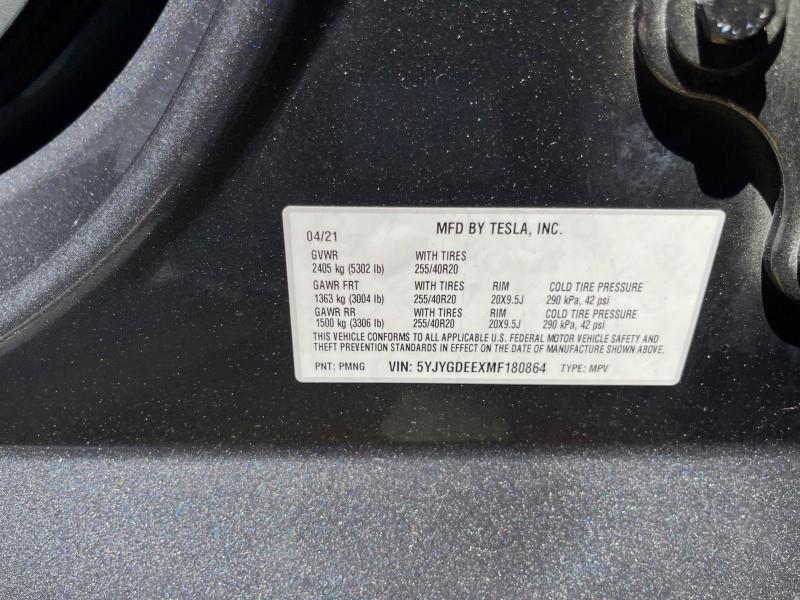 MFD BY TESLA, INC.
04/21
GVWR WITH TIRES
2405 kg (5302 lb) 255/40R20
GAWR FRT WITH TIRES RIM COLD TIRE PRESSURE
1363 kg (3004 lb) 255/40R20 20X9.5J 290 kPa, 42 psi
GAWR RR WITH TIRES RIM COLD TIRE PRESSURE
1500 kg (3306 lb) 255/40R20 20X9.5J 290 kPa, 42 psi
THIS VEHICLE CONFORMS TO ALL APPLICABLE U.S. FEDERAL MOTOR VEHICLE SAFETY AND
THEFT PREVENTION STANDARDS IN EFFECT ON THE DATE OF MANUFACTURE SHOWN ABOVE.
PNT: PMNG VIN: 5YJYGDEEXMF180864 TYPE: MPV